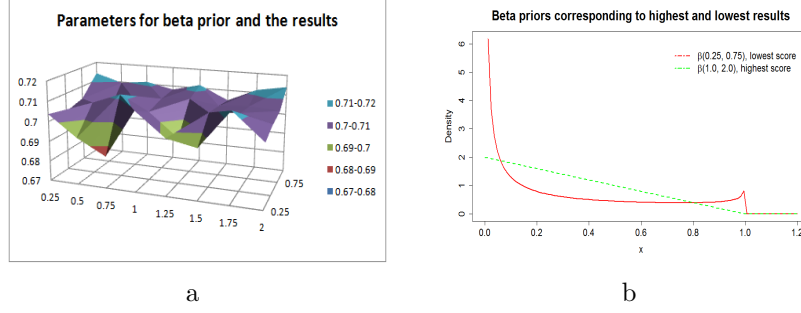 Parameters for beta prior and the results
0.72
0.71
0.7
0.69
0.68
0.67
0.25 0.5 0.75 1 1.25 1.5 1.75 2
0.25
0.75
0.71-0.72
0.7-0.71
0.69-0.7
0.68-0.69
0.67-0.68
a
Beta priors corresponding to highest and lowest results
β(0.25, 0.75), lowest score
β(1.0, 2.0), highest score
Density
6
5
4
3
2
1
0
0.0 0.2 0.4 0.6 0.8 1.0 1.2
x
b